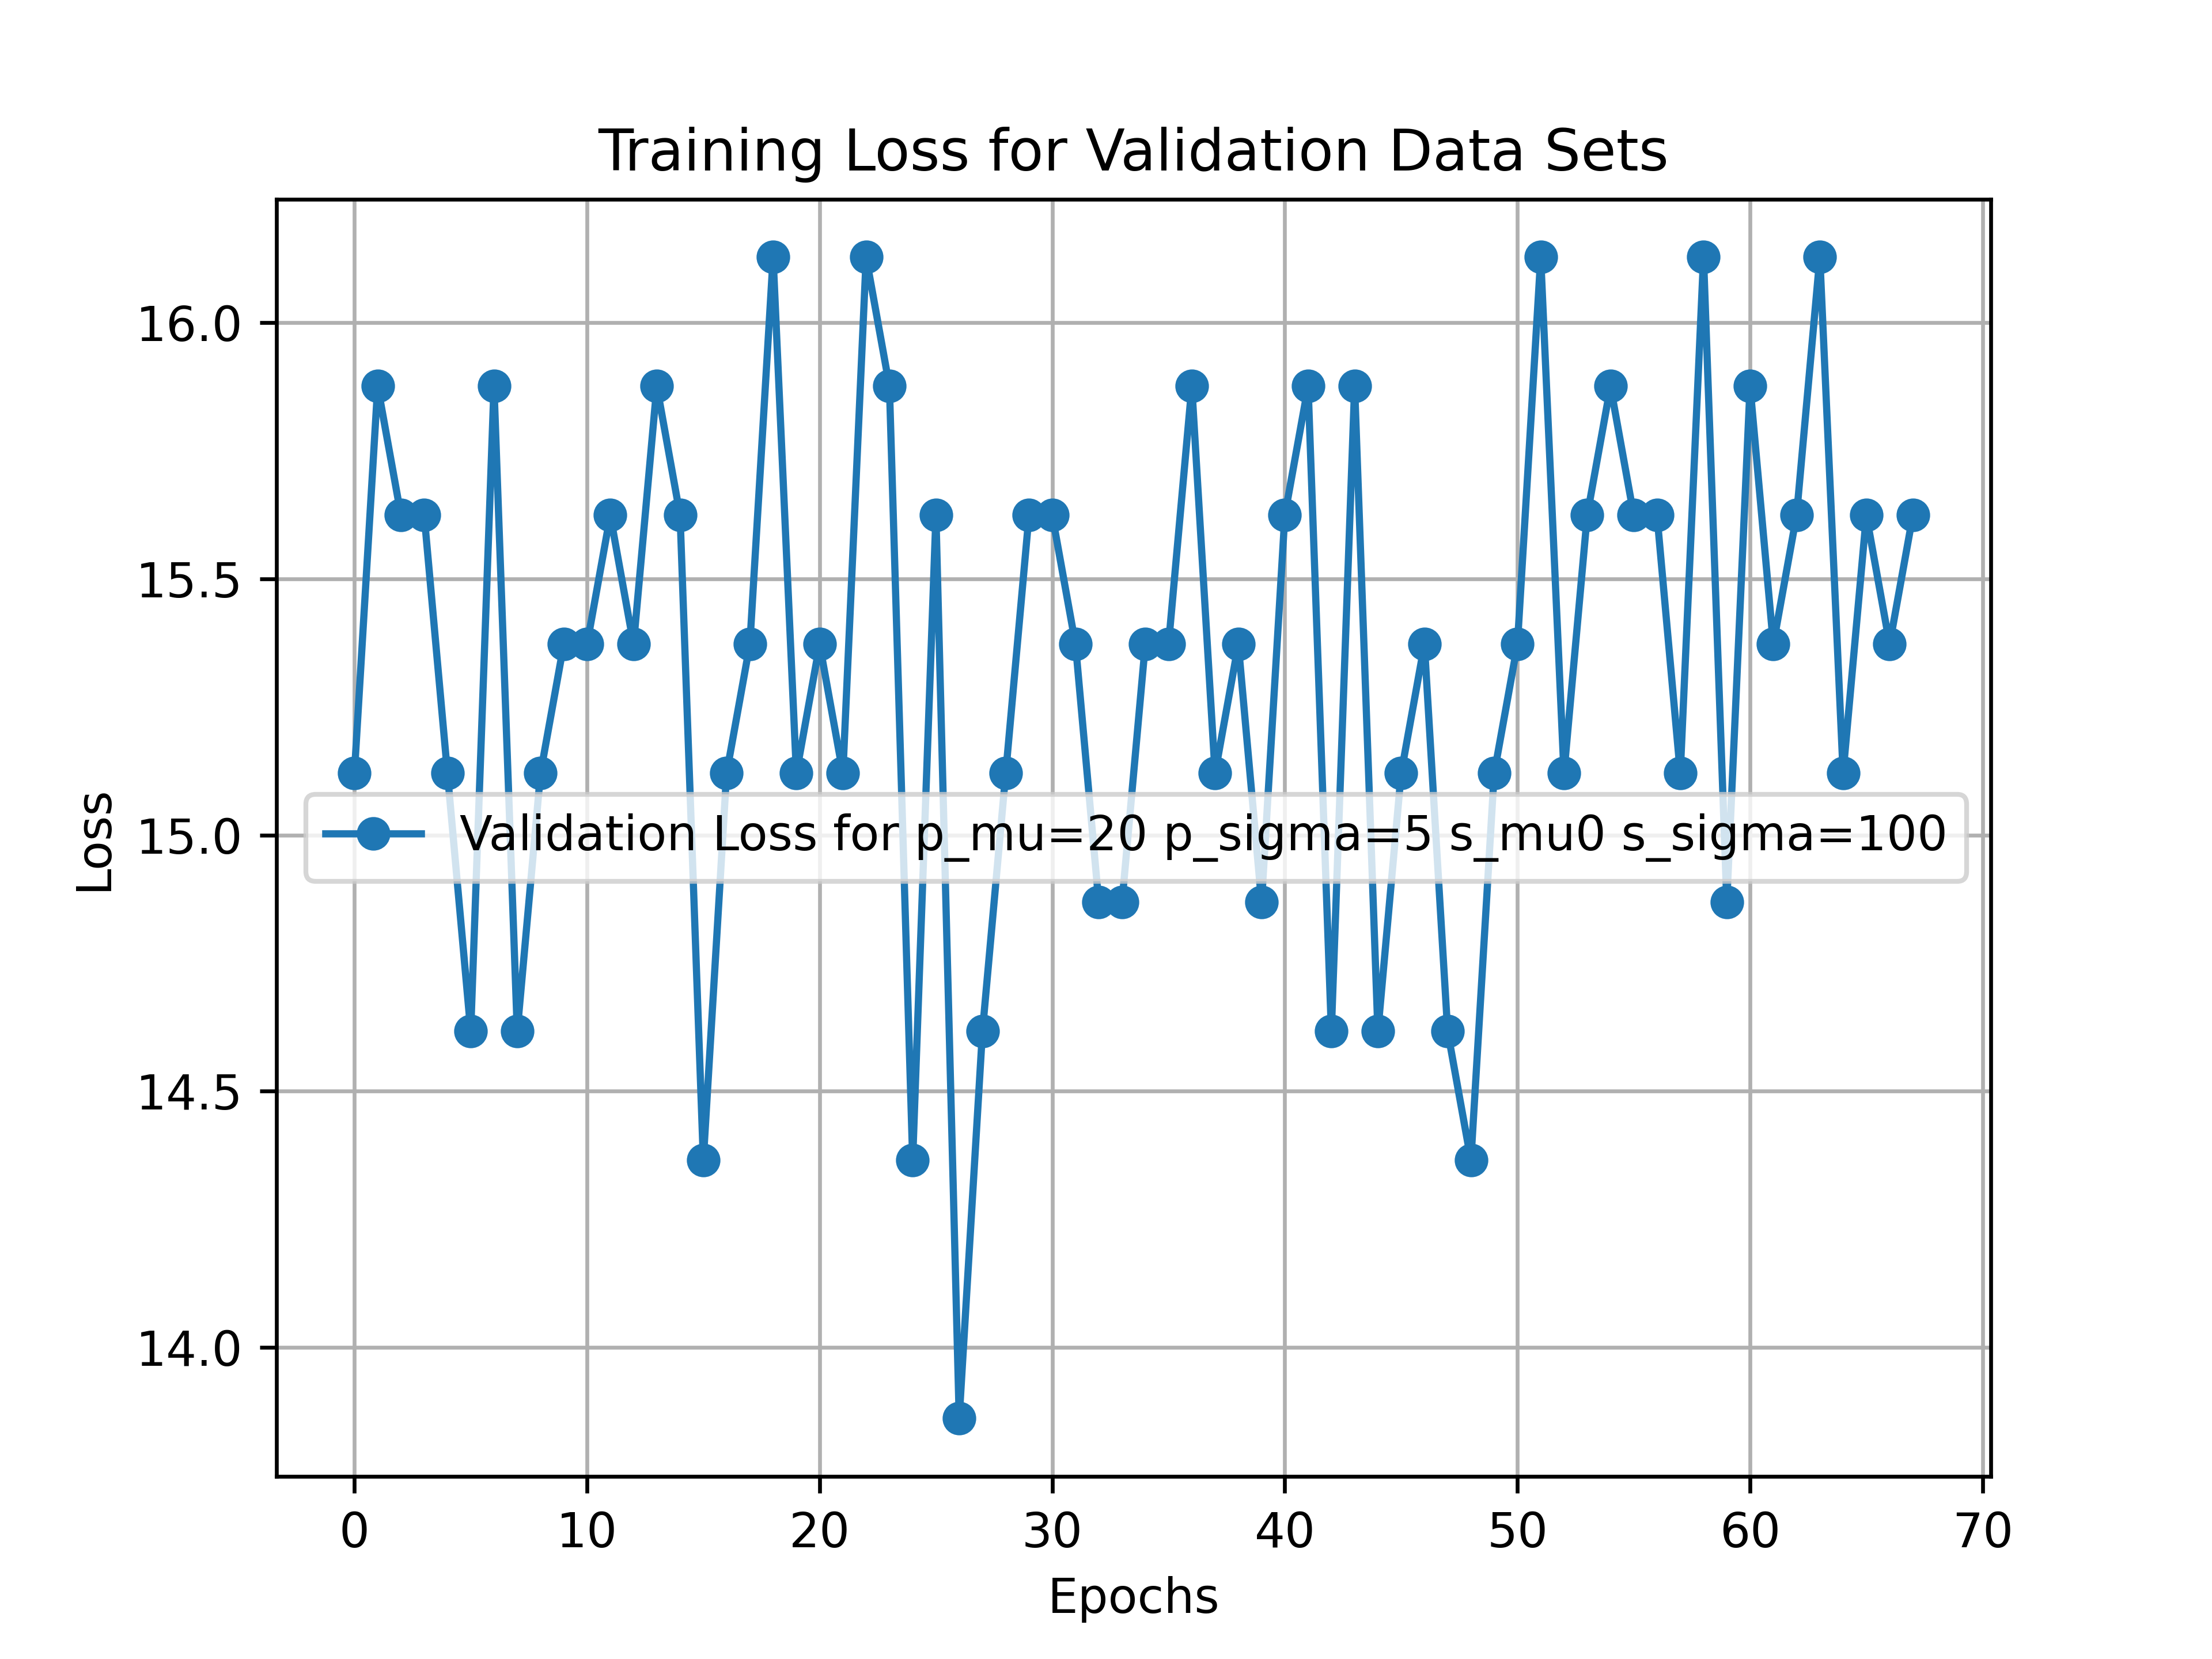 Training Loss for Validation Data Sets
16.0
15.5
15.0
14.5
14.0
Loss
Validation Loss for p_mu=20 p_sigma=5 s_mu0 s_sigma=100
0 10 20 30 40 50 60 70
Epochs